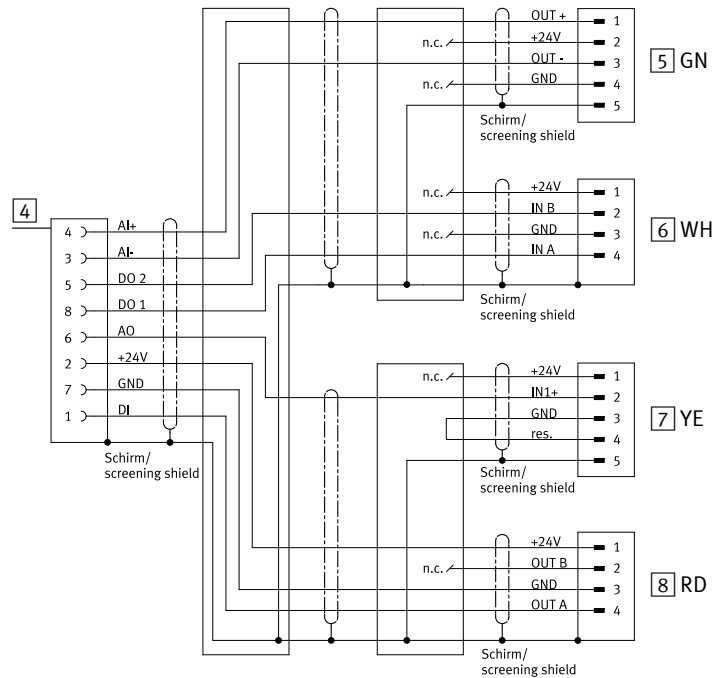 OUT + 1
n.c. +24V 2
OUT - 3
n.c. GND 4
5
5 GN
Schirm/
screening shield
n.c. +24V 1
IN B 2
n.c. GND 3
IN A 4
6 WH
Schirm/
screening shield
4
4 AI+
3 AI-
5 DO 2
8 DO 1
6 AO
2 +24V
7 GND
1 DI
Schirm/
screening shield
n.c. +24V 1
IN1+ 2
GND 3
res. 4
5
7 YE
Schirm/
screening shield
+24V 1
n.c. OUT B 2
GND 3
OUT A 4
8 RD
Schirm/
screening shield